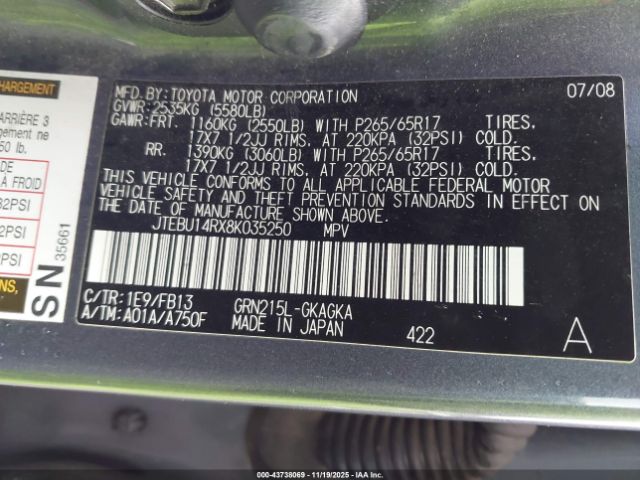 HARGEMENT
ARRIÈRE 3
gement ne
50 lb.
DE
À FROID
32PSI
2PSI
2PSI
SN 35661
MFD.BY: TOYOTA MOTOR CORPORATION 07/08
GVWR: 2535KG (5580LB)
GAWR:FRT. 1160KG (2550LB) WITH P265/65R17 TIRES,
17X7 1/2JJ RIMS, AT 220KPA (32PSI) COLD.
RR. 1390KG (3060LB) WITH P265/65R17 TIRES,
17X7 1/2JJ RIMS, AT 220KPA (32PSI) COLD.
THIS VEHICLE CONFORMS TO ALL APPLICABLE FEDERAL MOTOR
VEHICLE SAFETY AND THEFT PREVENTION STANDARDS IN EFFECT ON
THE DATE OF MANUFACTURE SHOWN ABOVE.
JTEBU14RX8K035250 MPV
C/TR: 1E9/FB13 GRN215L-GKAGKA
A/TM: A01A/A750F MADE IN JAPAN 422 A
000-43738069 - 11/19/2025 - IAA, Inc.